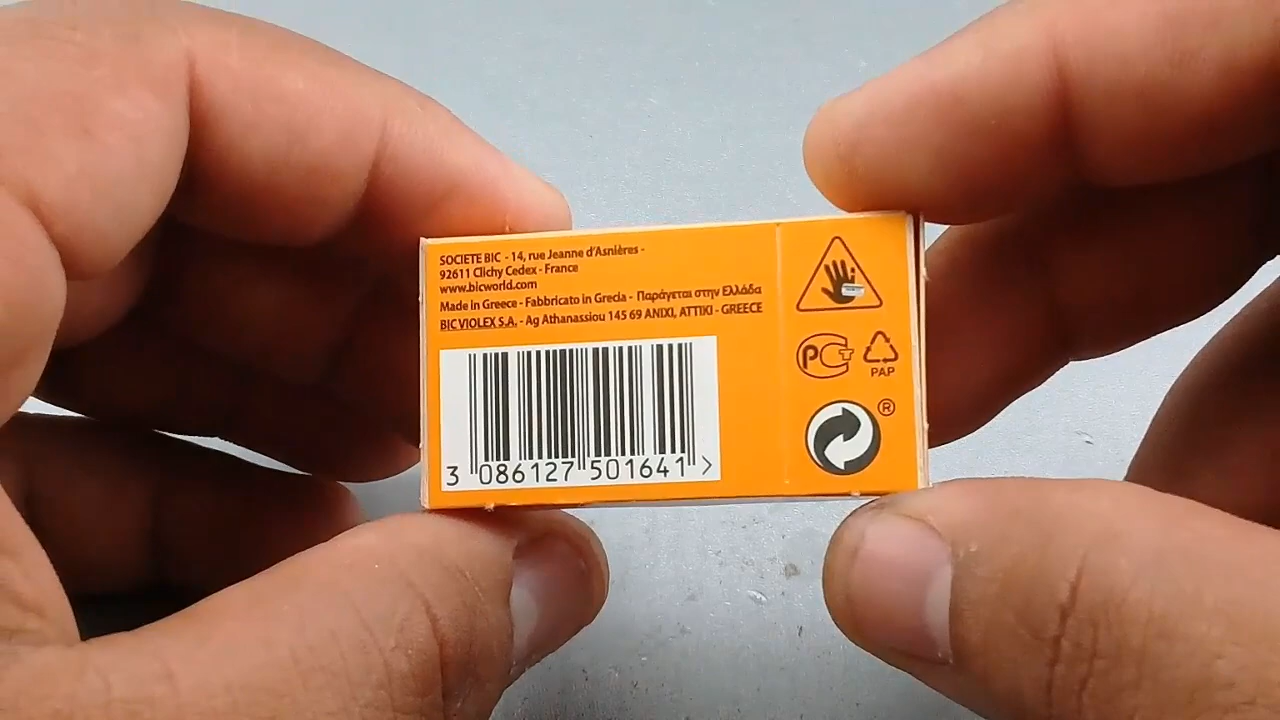 SOCIETE BIC - 14, rue Jeanne d'Asnières -
92611 Clichy Cedex - France
www.bicworld.com
Made in Greece - Fabbricato in Grecia - Παράγεται στην Ελλάδα
BIC VIOLEX S.A. - Ag Athanassiou 145 69 ANIXI, ATTIKI - GREECE
3 086127 501641 >
PCT
PAP
®